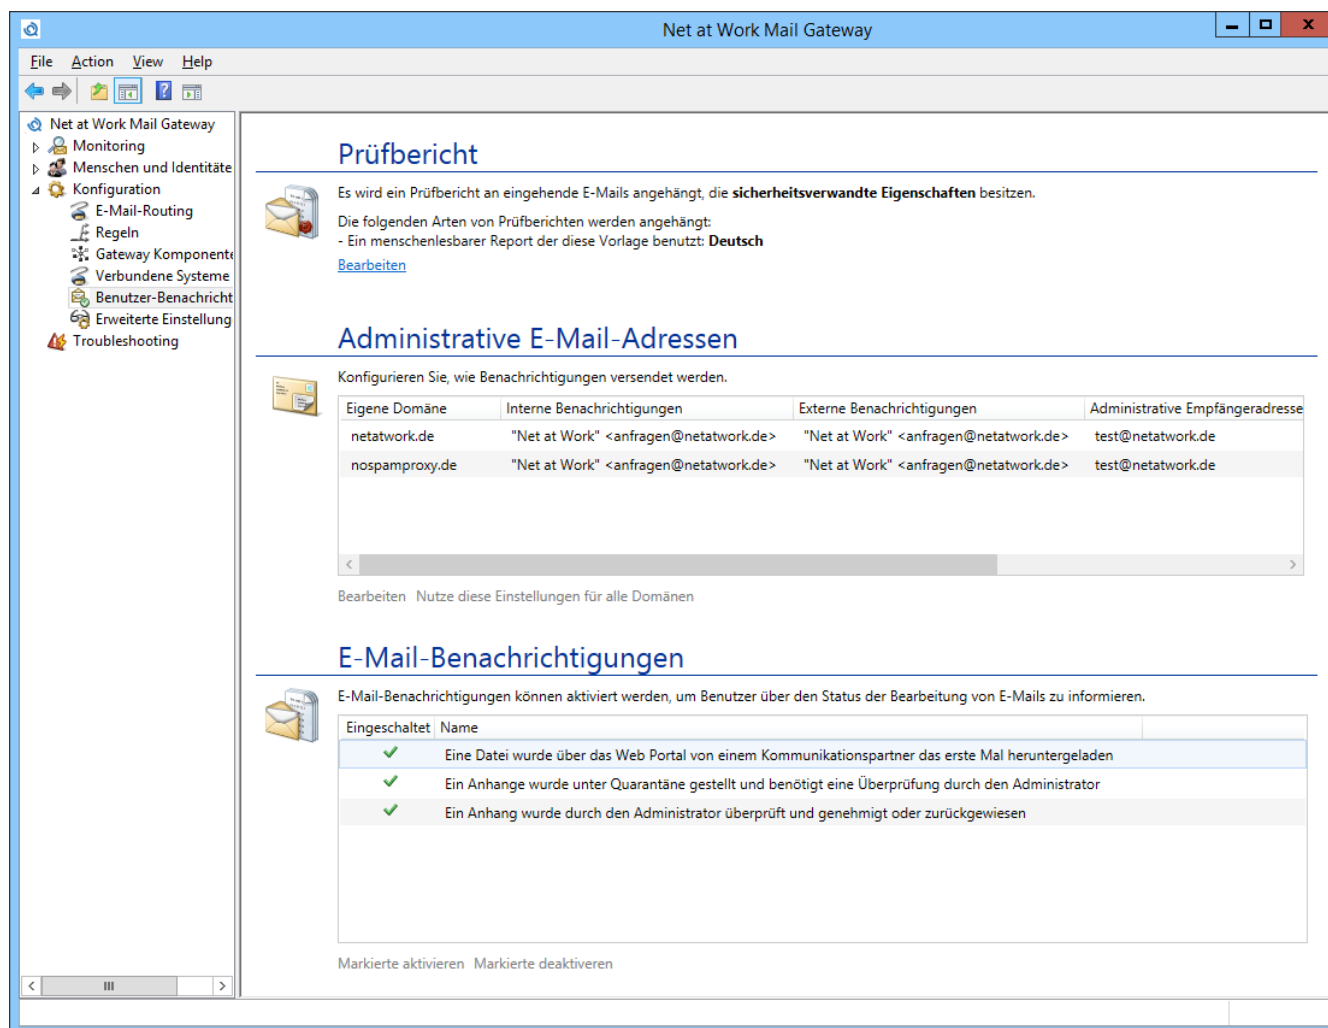 Net at Work Mail Gateway
File Action View Help
Net at Work Mail Gateway
Monitoring
Menschen und Identitäte
Konfiguration
E-Mail-Routing
Regeln
Gateway Komponente
Verbundene Systeme
Benutzer-Benachricht
Erweiterte Einstellung
Troubleshooting
Prüfbericht
Es wird ein Prüfbericht an eingehende E-Mails angehängt, die sicherheitsverwandte Eigenschaften besitzen.
Die folgenden Arten von Prüfberichten werden angehängt:
- Ein menschenlesbarer Report der diese Vorlage benutzt: Deutsch
Bearbeiten
Administrative E-Mail-Adressen
Konfigurieren Sie, wie Benachrichtigungen versendet werden.
Eigene Domäne Interne Benachrichtigungen Externe Benachrichtigungen Administrative Empfängeradresse
netatwork.de "Net at Work" <anfragen@netatwork.de> "Net at Work" <anfragen@netatwork.de> test@netatwork.de
nospamproxy.de "Net at Work" <anfragen@netatwork.de> "Net at Work" <anfragen@netatwork.de> test@netatwork.de
Bearbeiten Nutze diese Einstellungen für alle Domänen
E-Mail-Benachrichtigungen
E-Mail-Benachrichtigungen können aktiviert werden, um Benutzer über den Status der Bearbeitung von E-Mails zu informieren.
Eingeschaltet Name
Eine Datei wurde über das Web Portal von einem Kommunikationspartner das erste Mal heruntergeladen
Ein Anhange wurde unter Quarantäne gestellt und benötigt eine Überprüfung durch den Administrator
Ein Anhang wurde durch den Administrator überprüft und genehmigt oder zurückgewiesen
Markierte aktivieren Markierte deaktiveren